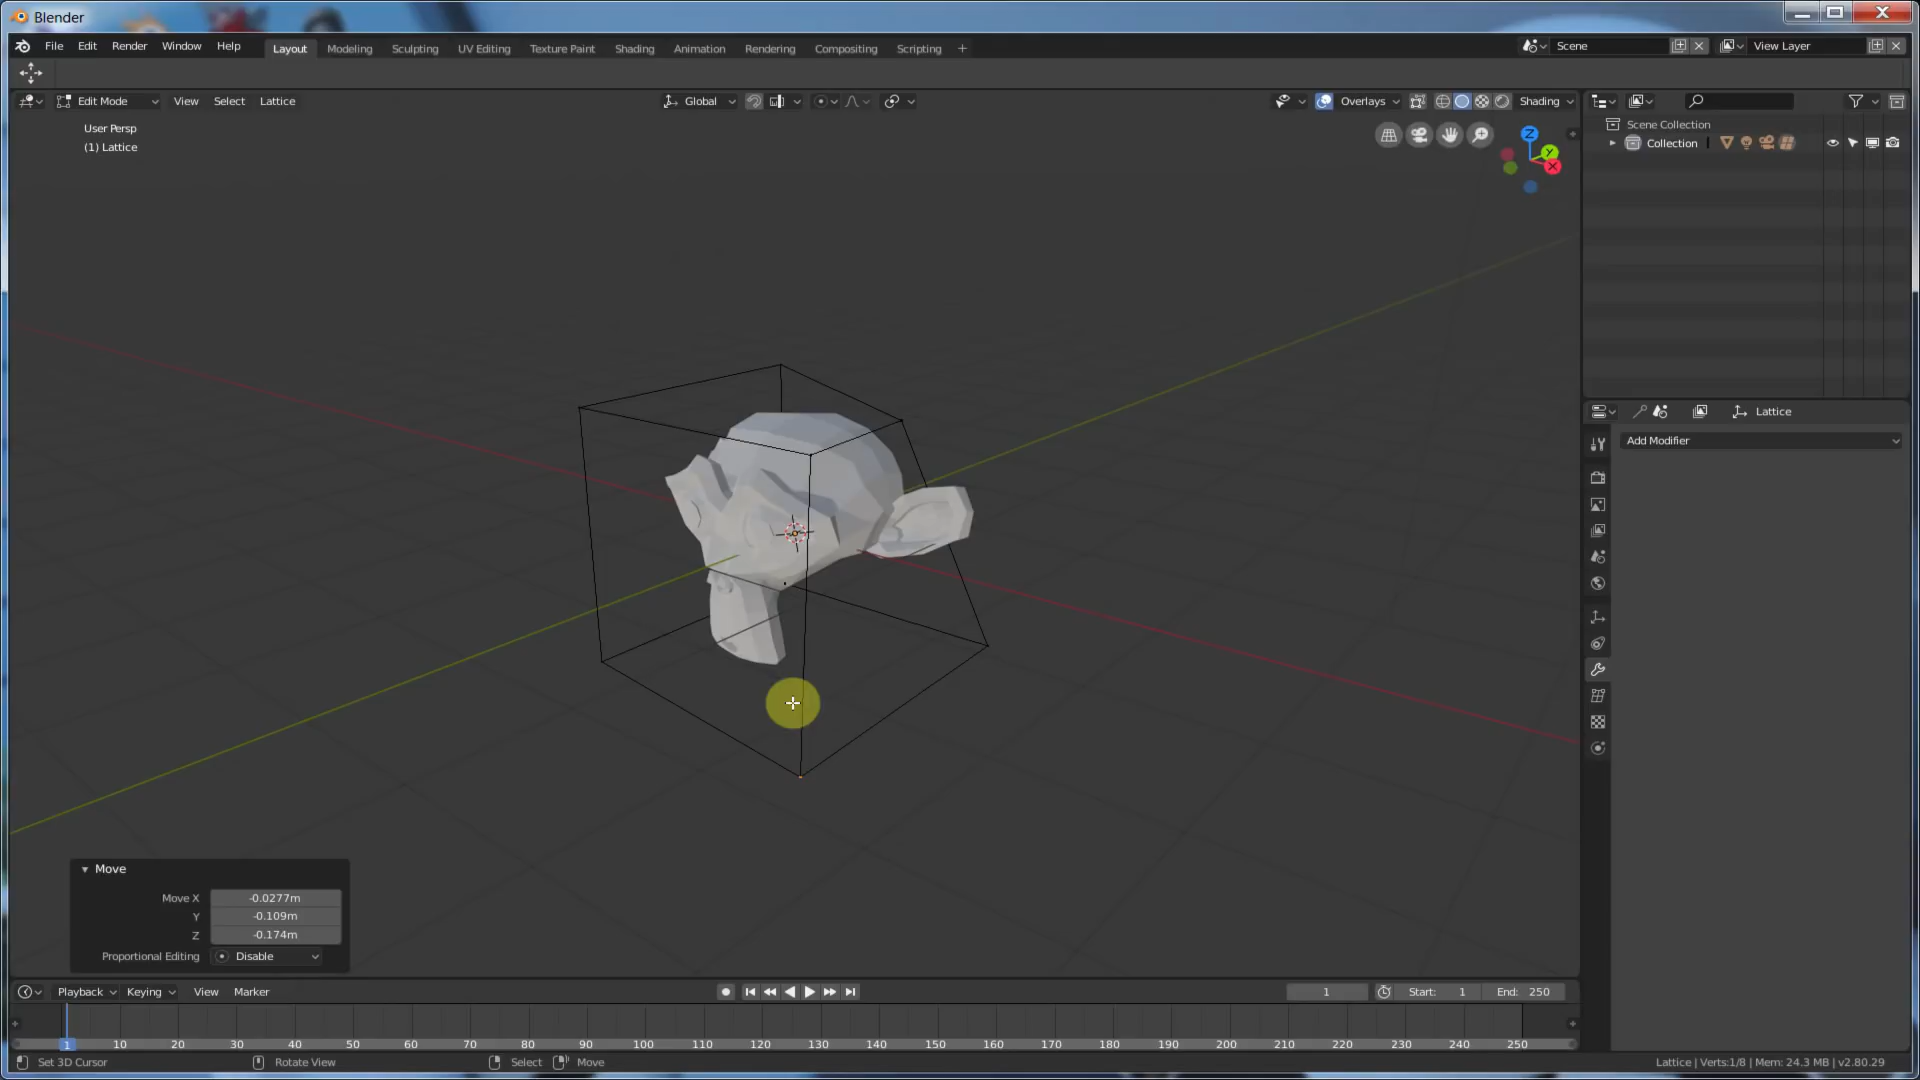 Blender
File Edit Render Window Help
Layout Modeling Sculpting UV Editing Texture Paint Shading Animation Rendering Compositing Scripting +
Scene
View Layer
Edit Mode View Select Lattice
Global
Overlays
Shading
User Persp
(1) Lattice
Z
Y
X
Scene Collection
Collection
Lattice
Add Modifier
Move
Move X -0.0277m
Y -0.109m
Z -0.174m
Proportional Editing Disable
Playback Keying View Marker
1
Start: 1
End: 250
1 10 20 30 40 50 60 70 80 90 100 110 120 130 140 150 160 170 180 190 200 210 220 230 240 250
Set 3D Cursor Rotate View Select Move
Lattice | Verts:1/8 | Mem: 24.3 MB | v2.80.29